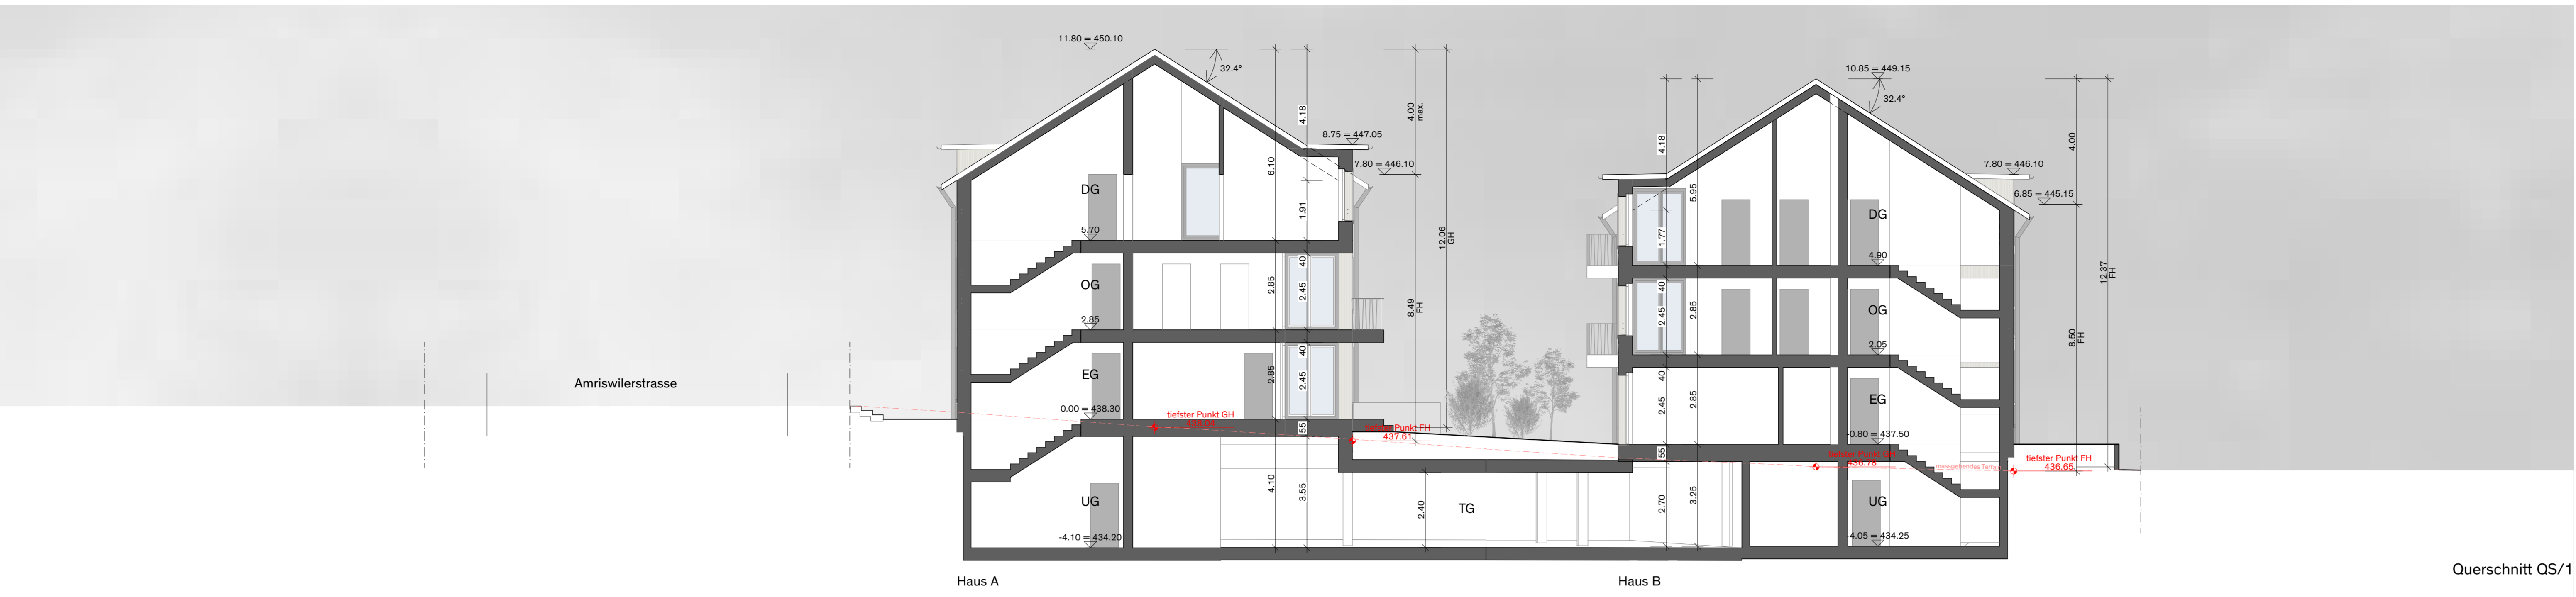 11.80 = 450.10
32.4°
4.18
4.00
max.
8.75 = 447.05
7.80 = 446.10
6.10
DG
1.91
5.70
12.06
GH
40
OG
2.85
2.45
8.49
FH
2.85
40
EG
2.85
2.45
Amriswilerstrasse
0.00 = 438.30
tiefster Punkt GH
55
tiefster Punkt FH
437.61
4.10
3.55
UG
2.40
TG
-4.10 = 434.20
10.85 = 449.15
32.4°
4.18
4.00
7.80 = 446.10
6.85 = 445.15
5.95
DG
1.77
4.90
12.37
FH
40
2.45
2.85
OG
8.50
FH
2.05
40
2.45
2.85
EG
-0.80 = 437.50
55
tiefster Punkt GH
436.78
massgebendes Terrain
tiefster Punkt FH
436.65
2.70
3.25
UG
-4.05 = 434.25
Haus A
Haus B
Querschnitt QS/1